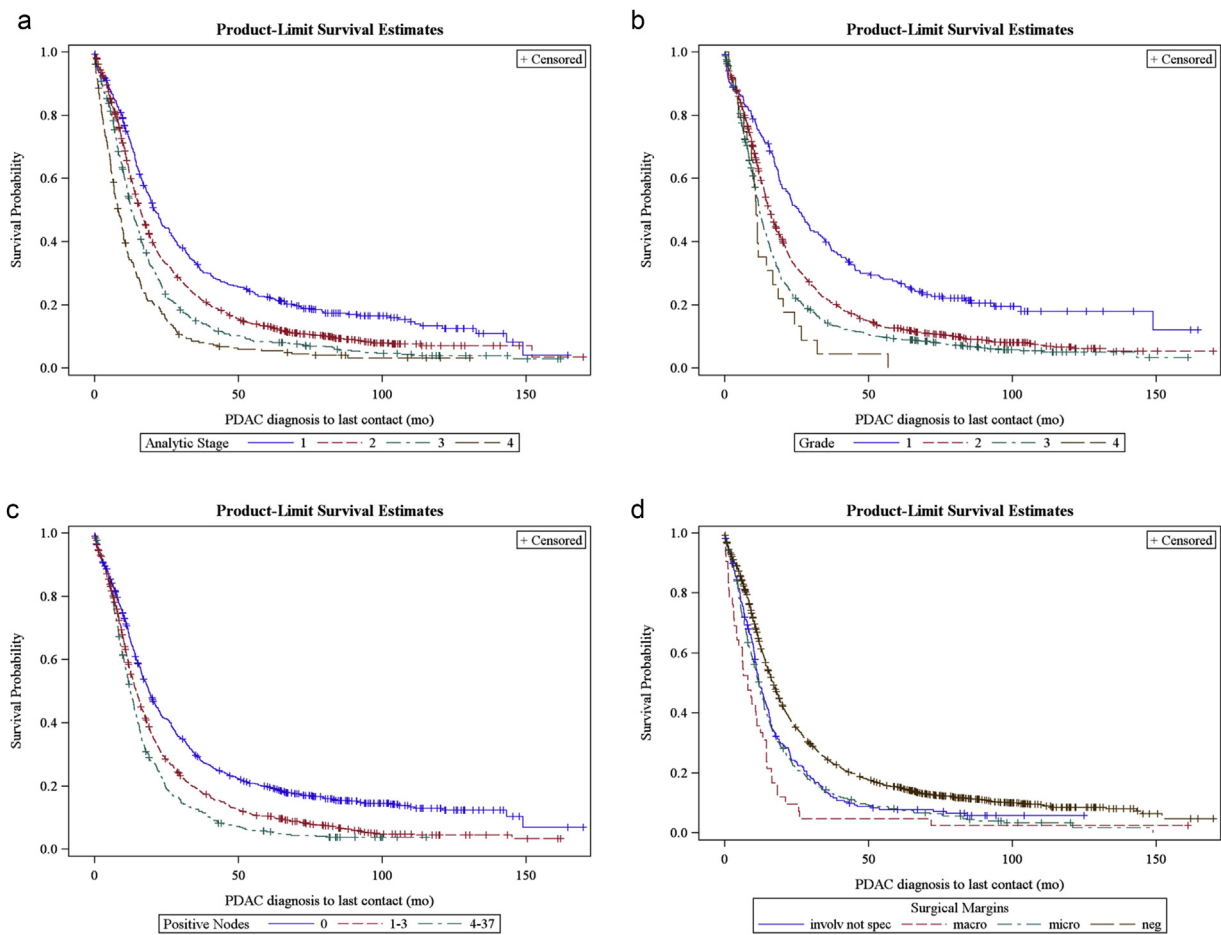 a
Product-Limit Survival Estimates
+ Censored
1.0
0.8
0.6
0.4
0.2
0.0
Survival Probability
0 50 100 150
PDAC diagnosis to last contact (mo)
Analytic Stage 1 2 3 4
b
Product-Limit Survival Estimates
+ Censored
1.0
0.8
0.6
0.4
0.2
0.0
Survival Probability
0 50 100 150
PDAC diagnosis to last contact (mo)
Grade 1 2 3 4
c
Product-Limit Survival Estimates
+ Censored
1.0
0.8
0.6
0.4
0.2
0.0
Survival Probability
0 50 100 150
PDAC diagnosis to last contact (mo)
Positive Nodes 0 1-3 4-37
d
Product-Limit Survival Estimates
+ Censored
1.0
0.8
0.6
0.4
0.2
0.0
Survival Probability
0 50 100 150
PDAC diagnosis to last contact (mo)
Surgical Margins
involv not spec macro micro neg